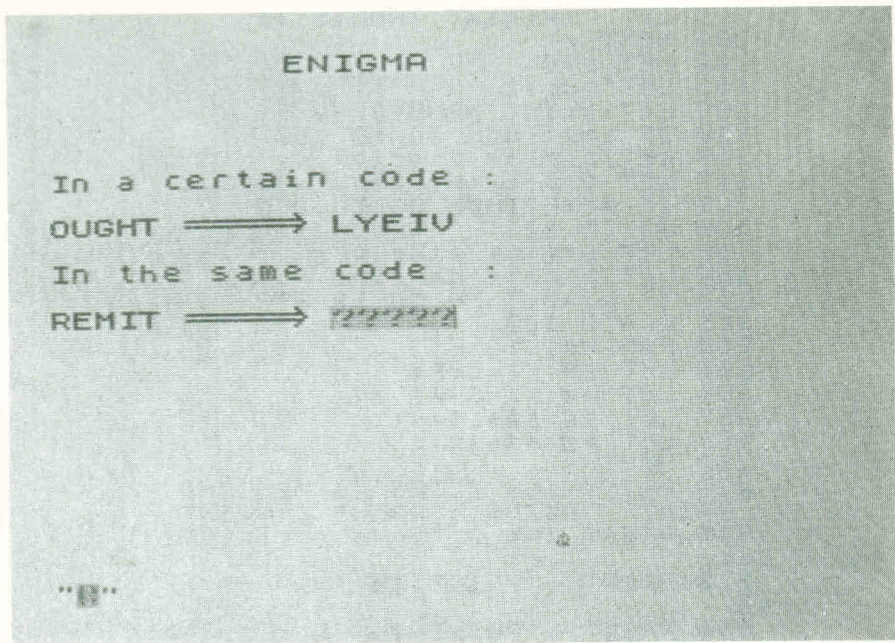 ENIGMA
In a certain code :
OUGHT ⟹ LYEIV
In the same code :
REMIT ⟹ ?????